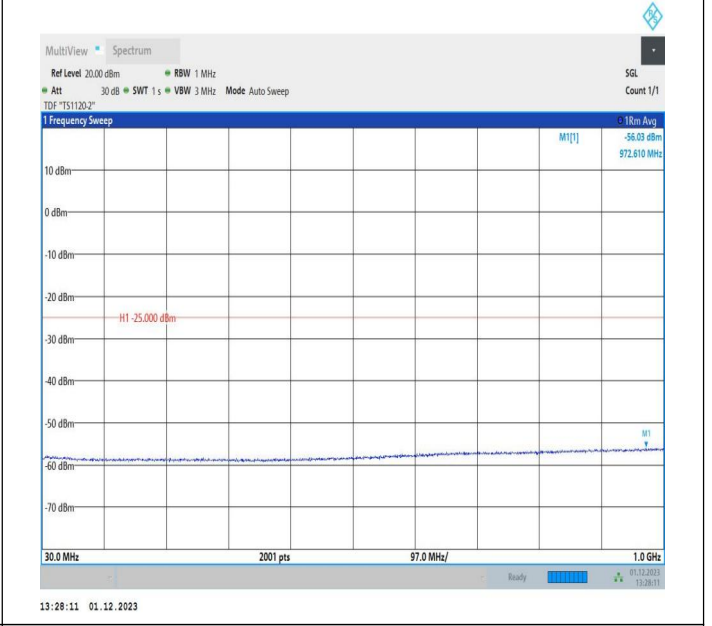 R&S
MultiView Spectrum
Ref Level 20.00 dBm RBW 1 MHz SGL
Att 30 dB SWT 1 s VBW 3 MHz Mode Auto Sweep Count 1/1
TDF "TS1120-2"
1 Frequency Sweep 1Rm Avg
M1[1] -56.03 dBm
972.610 MHz
10 dBm
0 dBm
-10 dBm
-20 dBm
H1 -25.000 dBm
-30 dBm
-40 dBm
-50 dBm
M1
-60 dBm
-70 dBm
30.0 MHz 2001 pts 97.0 MHz/ 1.0 GHz
Ready 01.12.2023
13:28:11
13:28:11 01.12.2023